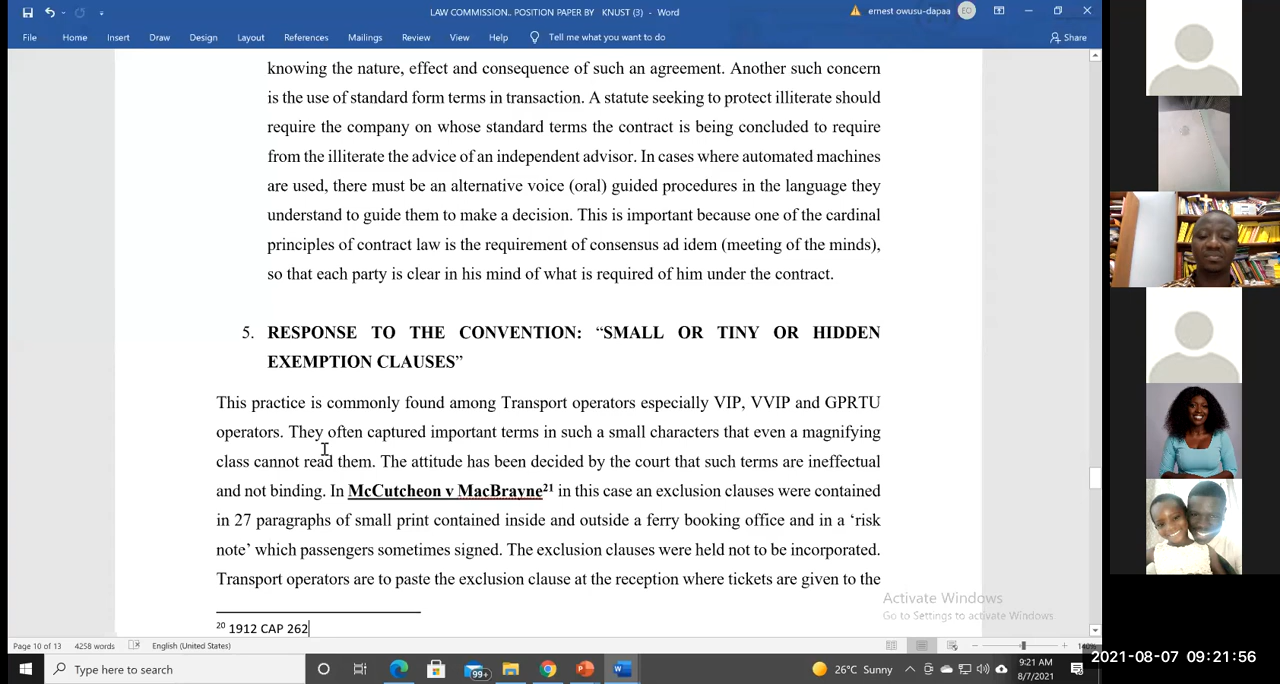 LAW COMMISSION.. POSITION PAPER BY KNUST (3) - Word
ernest owusu-dapaa
EO
File Home Insert Draw Design Layout References Mailings Review View Help Tell me what you want to do
Share
knowing the nature, effect and consequence of such an agreement. Another such concern
is the use of standard form terms in transaction. A statute seeking to protect illiterate should
require the company on whose standard terms the contract is being concluded to require
from the illiterate the advice of an independent advisor. In cases where automated machines
are used, there must be an alternative voice (oral) guided procedures in the language they
understand to guide them to make a decision. This is important because one of the cardinal
principles of contract law is the requirement of consensus ad idem (meeting of the minds),
so that each party is clear in his mind of what is required of him under the contract.
5. RESPONSE TO THE CONVENTION: “SMALL OR TINY OR HIDDEN
EXEMPTION CLAUSES”
This practice is commonly found among Transport operators especially VIP, VVIP and GPRTU
operators. They often captured important terms in such a small characters that even a magnifying
class cannot read them. The attitude has been decided by the court that such terms are ineffectual
and not binding. In McCutcheon v MacBrayne21 in this case an exclusion clauses were contained
in 27 paragraphs of small print contained inside and outside a ferry booking office and in a ‘risk
note’ which passengers sometimes signed. The exclusion clauses were held not to be incorporated.
Transport operators are to paste the exclusion clause at the reception where tickets are given to the
20 1912 CAP 262
Activate Windows
Go to Settings to activate Windows.
Page 10 of 13 4258 words English (United States) 140%
Type here to search
99+
26°C Sunny
9:21 AM
8/7/2021
2021-08-07 09:21:56